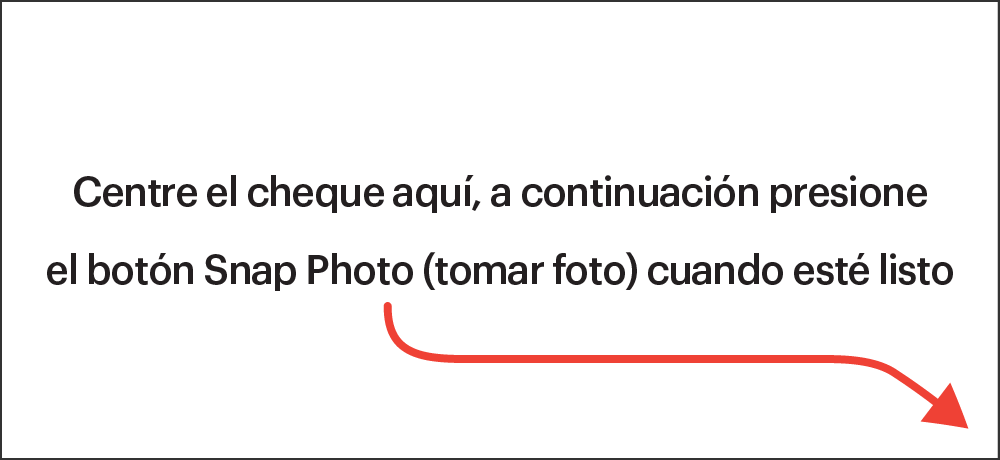 Centre el cheque aquí, a continuación presione
el botón Snap Photo (tomar foto) cuando esté listo